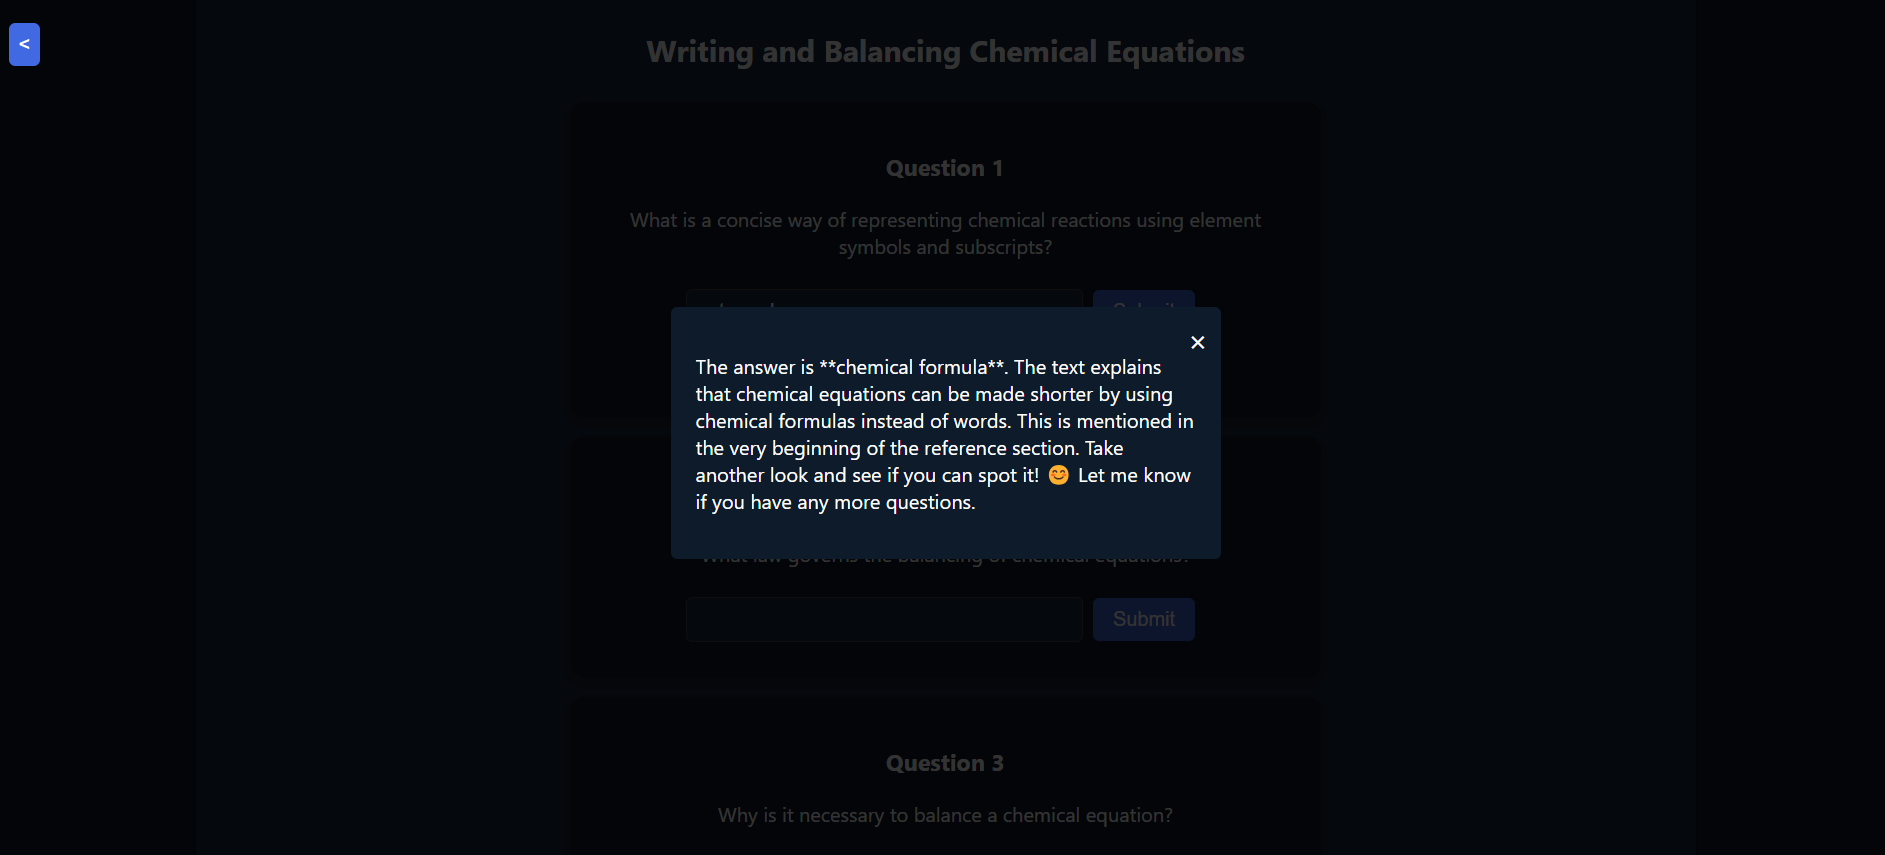 <
Writing and Balancing Chemical Equations
Question 1
What is a concise way of representing chemical reactions using element
symbols and subscripts?
Submit
×
The answer is **chemical formula**. The text explains
that chemical equations can be made shorter by using
chemical formulas instead of words. This is mentioned in
the very beginning of the reference section. Take
another look and see if you can spot it! 😊 Let me know
if you have any more questions.
What law governs the balancing of chemical equations?
Submit
Question 3
Why is it necessary to balance a chemical equation?